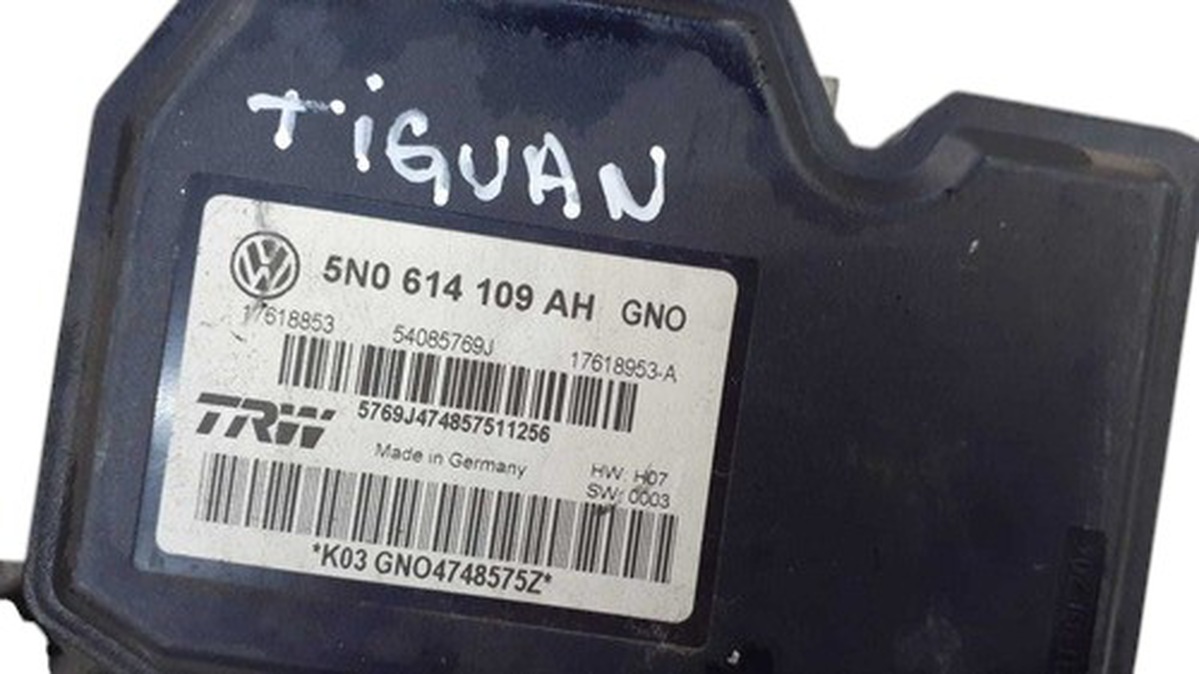 TiGUAN
5N0 614 109 AH GNO
17618853 54085769J 17618953-A
5769J474857511256
TRW
Made in Germany
HW: H07
SW: 0003
*K03 GNO4748575Z*